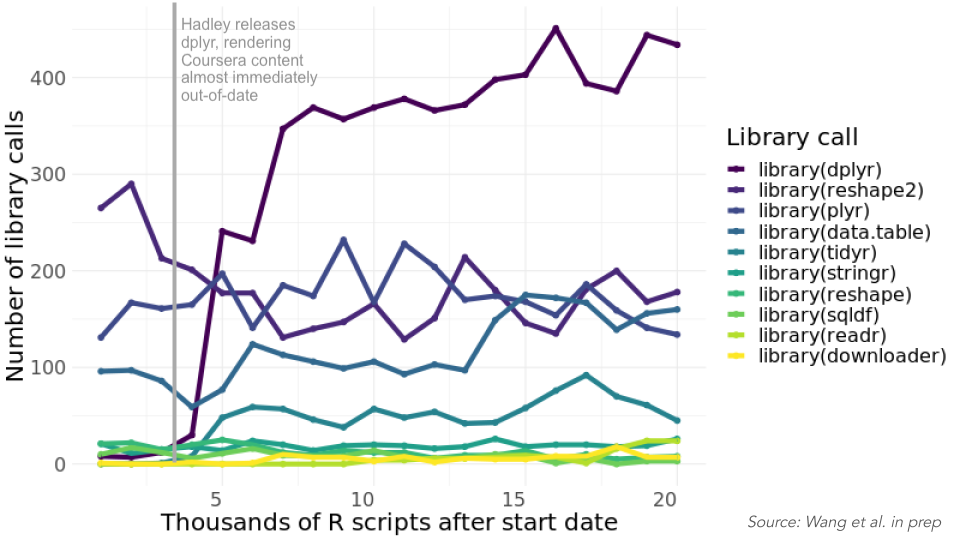 Hadley releases
dplyr, rendering
Coursera content
almost immediately
out-of-date
Number of library calls
400
300
200
100
0
5
10
15
20
Thousands of R scripts after start date
Library call
library(dplyr)
library(reshape2)
library(plyr)
library(data.table)
library(tidyr)
library(stringr)
library(reshape)
library(sqldf)
library(readr)
library(downloader)
Source: Wang et al. in prep